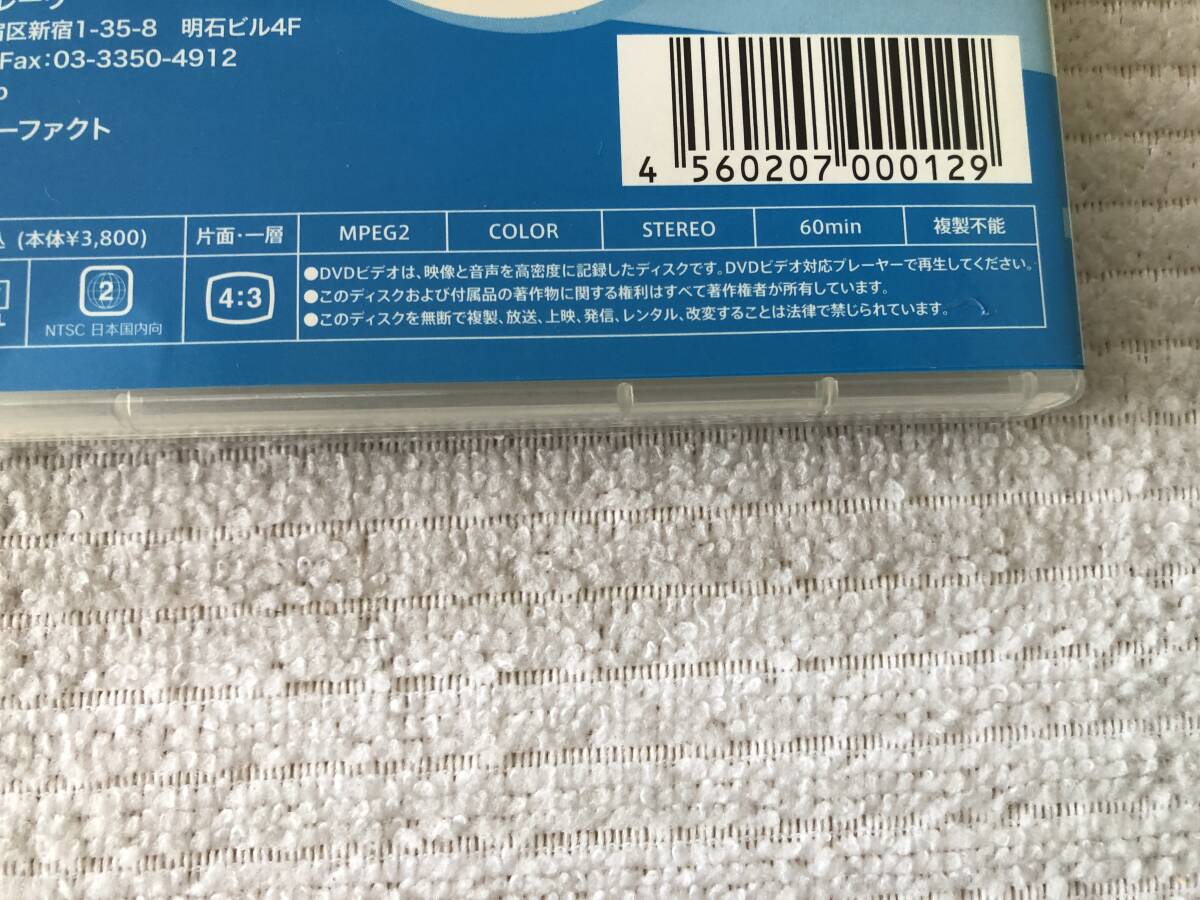 区新宿1-35-8 明石ビル4F
Fax:03-3350-4912
ーファクト
4 560207 000129
(本体¥3,800) 片面・一層 MPEG2 COLOR STEREO 60min 複製不能
2
NTSC 日本国内向
4:3
●DVDビデオは、映像と音声を高密度に記録したディスクです。DVDビデオ対応プレーヤーで再生してください。
●このディスクおよび付属品の著作物に関する権利はすべて著作権者が所有しています。
●このディスクを無断で複製、放送、上映、発信、レンタル、改変することは法律で禁じられています。